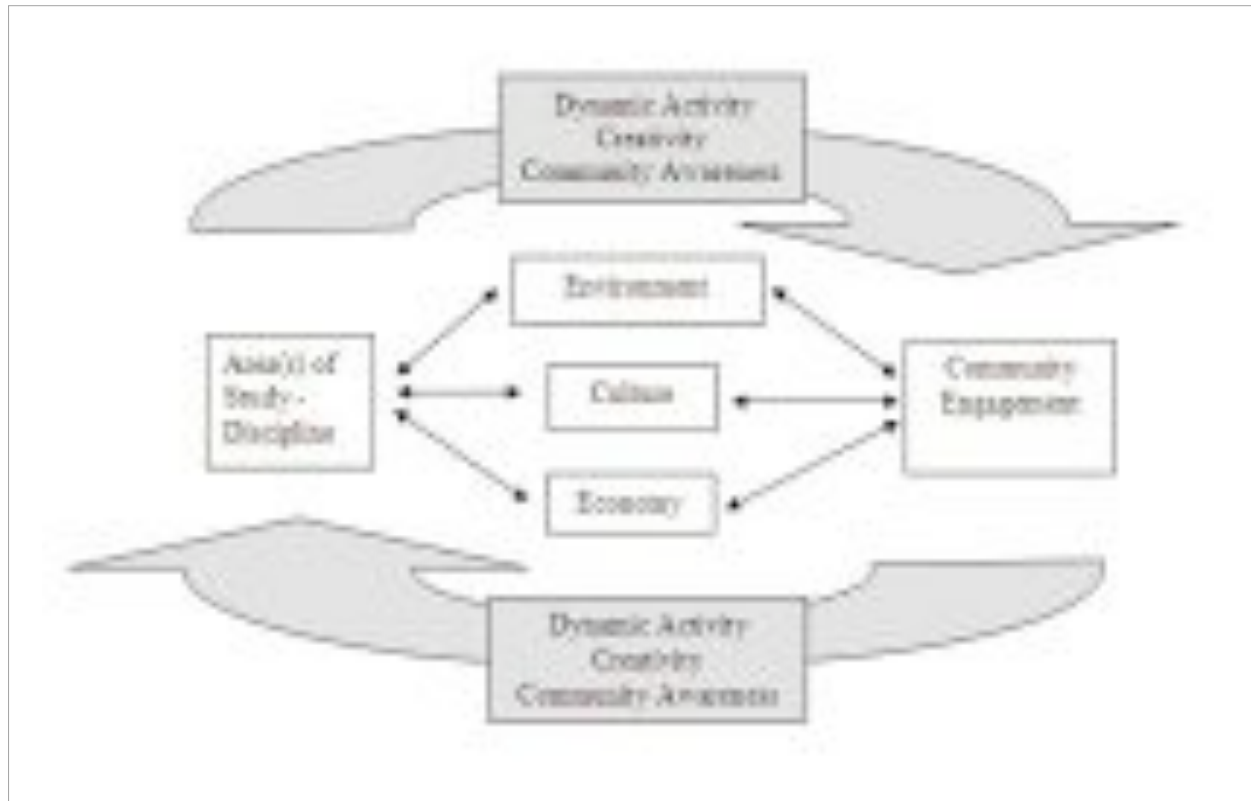 Dynamic Activity
Creativity
Community Awareness
Environment
Area(s) of
Study -
Discipline
Culture
Community
Engagement
Economy
Dynamic Activity
Creativity
Community Awareness